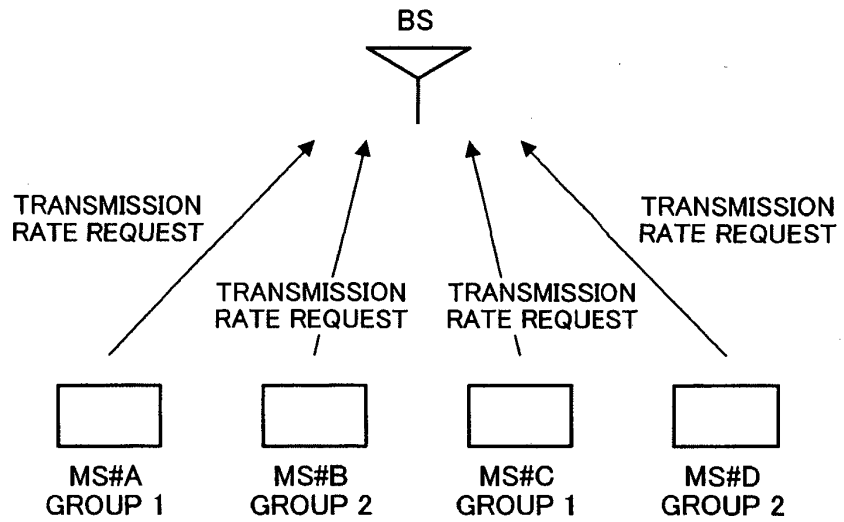 BS
TRANSMISSION
RATE REQUEST
TRANSMISSION
RATE REQUEST
TRANSMISSION
RATE REQUEST
TRANSMISSION
RATE REQUEST
MS#A
GROUP 1
MS#B
GROUP 2
MS#C
GROUP 1
MS#D
GROUP 2